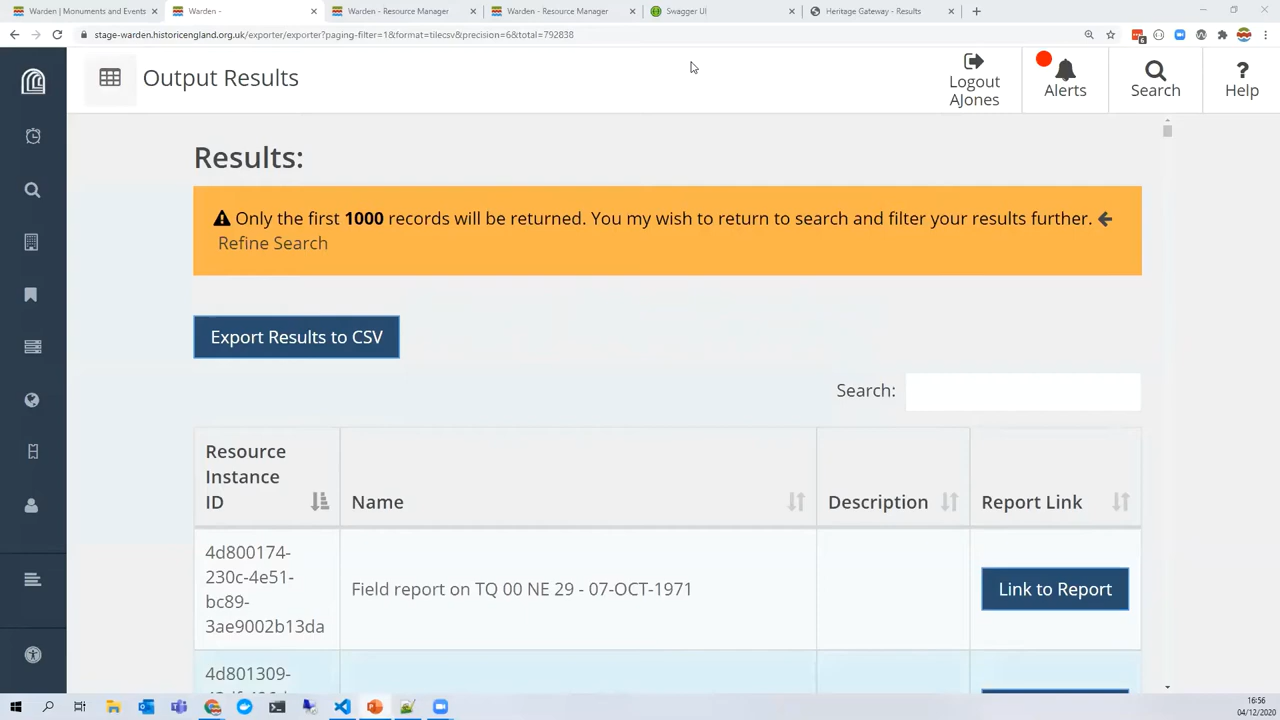 Warden | Monuments and Events
Warden -
Warden - Resource Manager
Warden - Resource Manager
Swagger UI
Heritage Gateway - Results
stage-warden.historicengland.org.uk/exporter/exporter?paging-filter=1&format=tilecsv&precision=6&total=792838
Output Results
Logout
AJones
Alerts
Search
Help
Results:
Only the first 1000 records will be returned. You my wish to return to search and filter your results further.
Refine Search
Export Results to CSV
Search:
Resource
Instance
ID
Name
Description
Report Link
4d800174-
230c-4e51-
bc89-
3ae9002b13da
Field report on TQ 00 NE 29 - 07-OCT-1971
Link to Report
4d801309-
16:56
04/12/2020